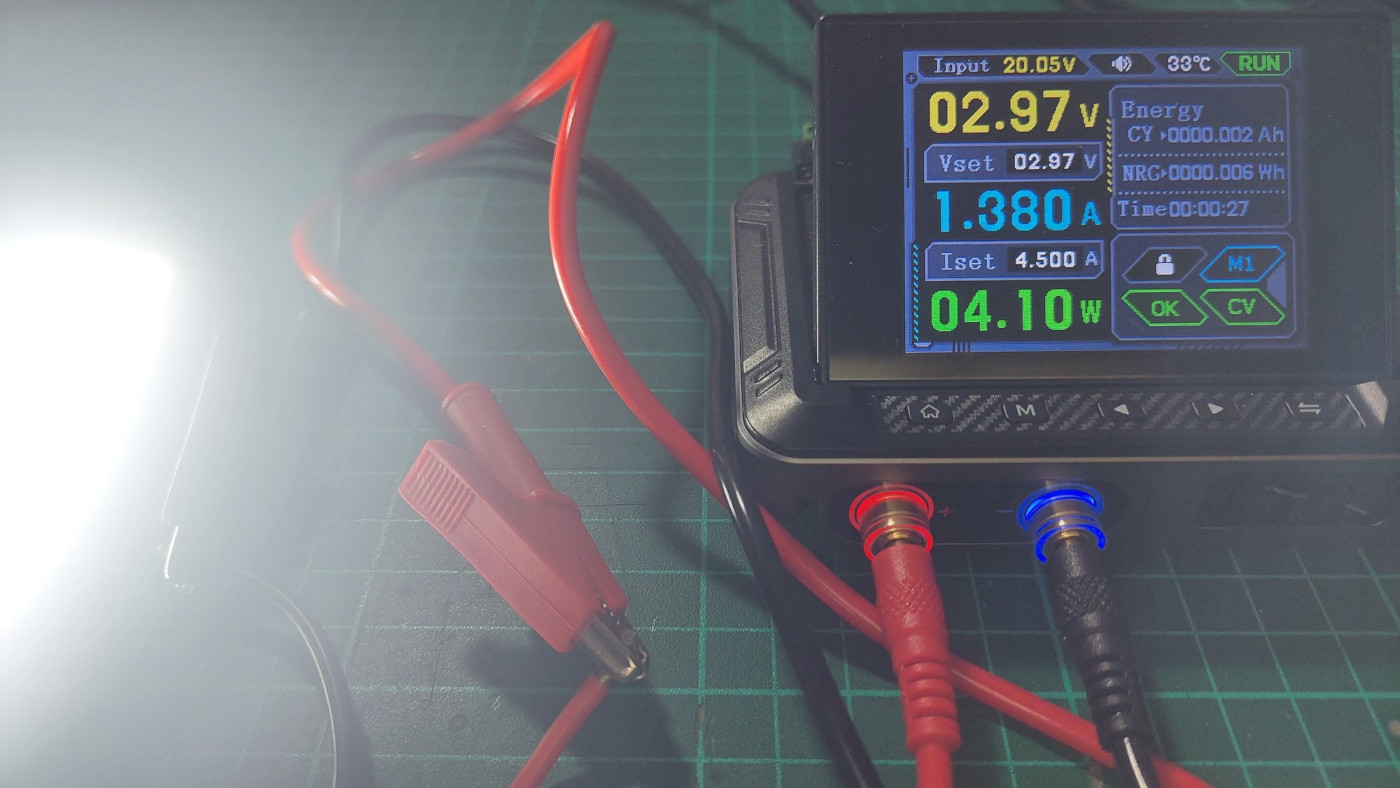 Input 20.05V 33℃ RUN
02.97 V
Vset 02.97 V
1.380 A
Iset 4.500 A
04.10 W
Energy
CY 0000.002 Ah
NRG 0000.006 Wh
Time 00:00:27
M1
OK CV
M
+ −